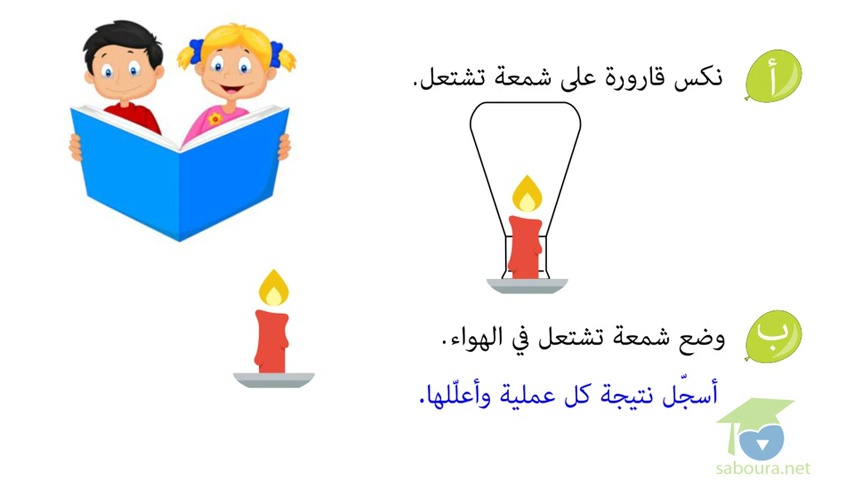 أ
نكس قارورة على شمعة تشتعل.
ب
وضع شمعة تشتعل في الهواء.
أسجّل نتيجة كل عملية وأعلّلها.
saboura.net